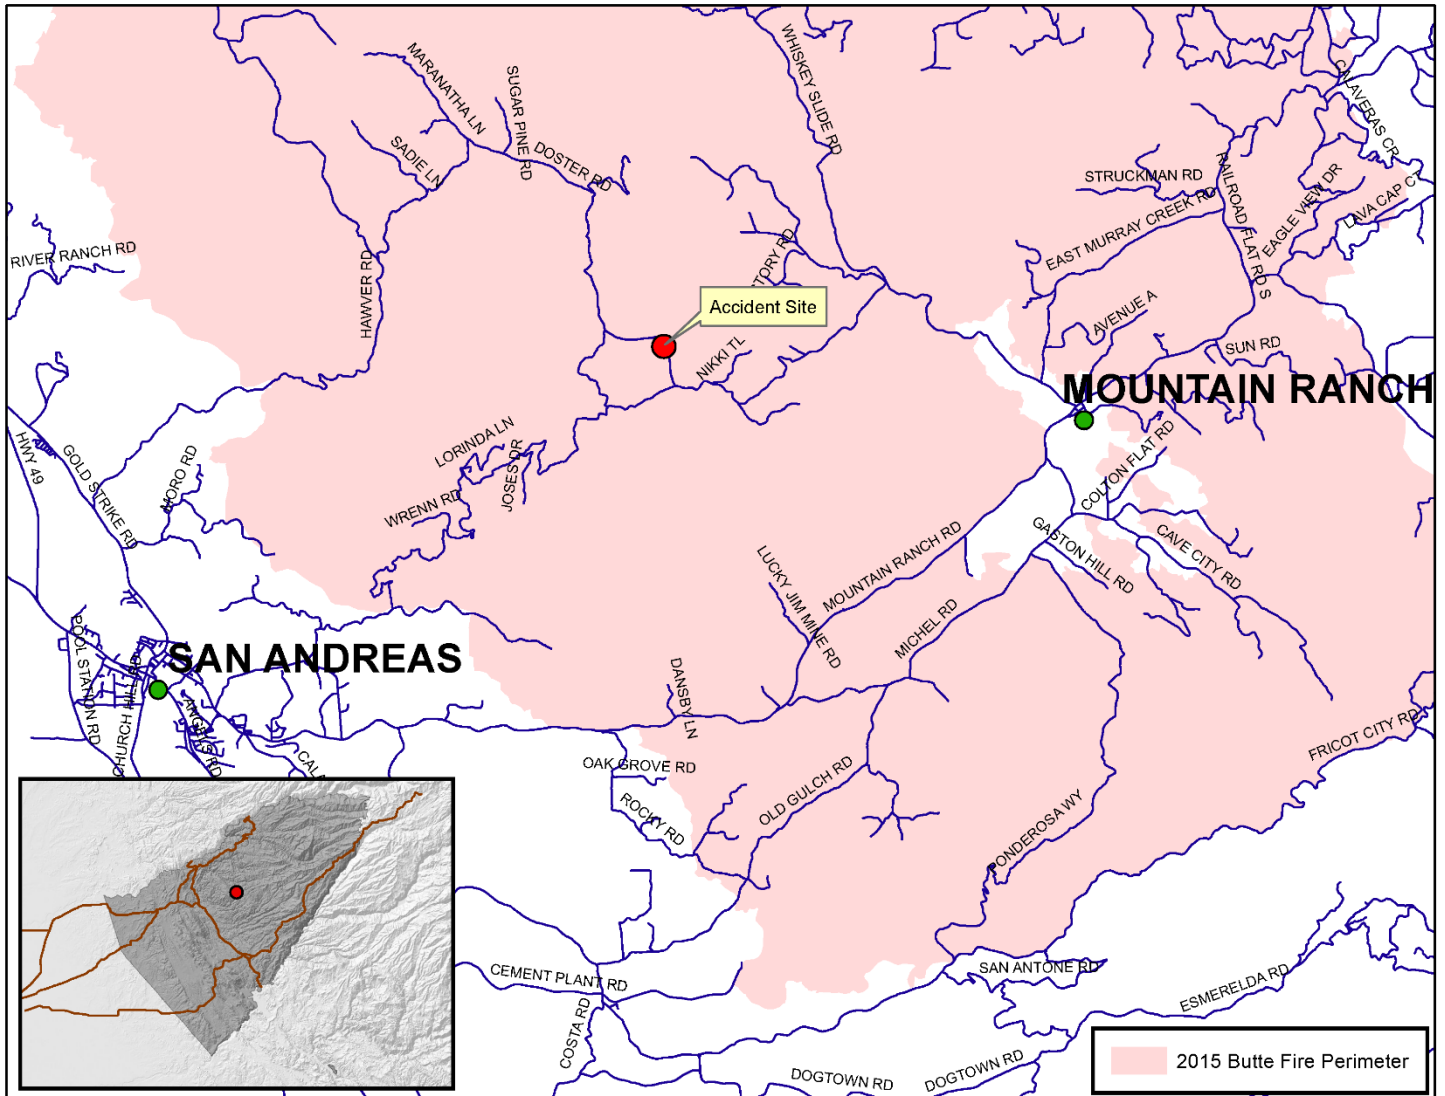 MARANATHA LN
SUGAR PINE RD
WHISKEY SLIDE RD
CALAVERAS CR
SADIE LN
DOSTER RD
STRUCKMAN RD
RAILROAD FLAT RD S
EAGLE VIEW DR
LAVA CAP CT
EAST MURRAY CREEK RD
RIVER RANCH RD
HAWVER RD
TORY RD
Accident Site
AVENUE A
NIKKI TL
SUN RD
MOUNTAIN RANCH
HWY 49
GOLD STRIKE RD
MORO RD
LORINDA LN
JOSES DR
WRENN RD
COLTON FLAT RD
GASTON HILL RD
CAVE CITY RD
MOUNTAIN RANCH RD
LUCKY JIM MINE RD
MICHEL RD
SAN ANDREAS
POOL STATION RD
CHURCH HILL RD
ANGELS RD
DANSBY LN
FRICOT CITY RD
OAK GROVE RD
ROCKY RD
OLD GULCH RD
PONDEROSA WY
CEMENT PLANT RD
SAN ANTONE RD
ESMERELDA RD
COSTA RD
DOGTOWN RD
DOGTOWN RD
2015 Butte Fire Perimeter